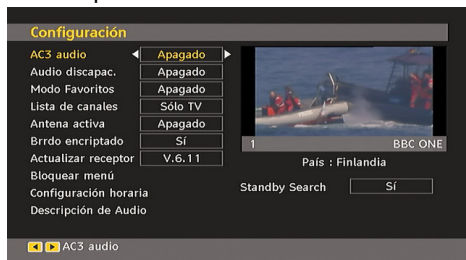 Configuración
AC3 audio Apagado
Audio discapac. Apagado
Modo Favoritos Apagado
Lista de canales Sólo TV
Antena activa Apagado
Brrdo encriptado Sí
Actualizar receptor V.6.11
Bloquear menú
Configuración horaria
Descripción de Audio
1 BBC ONE
País : Finlandia
Standby Search Sí
AC3 audio